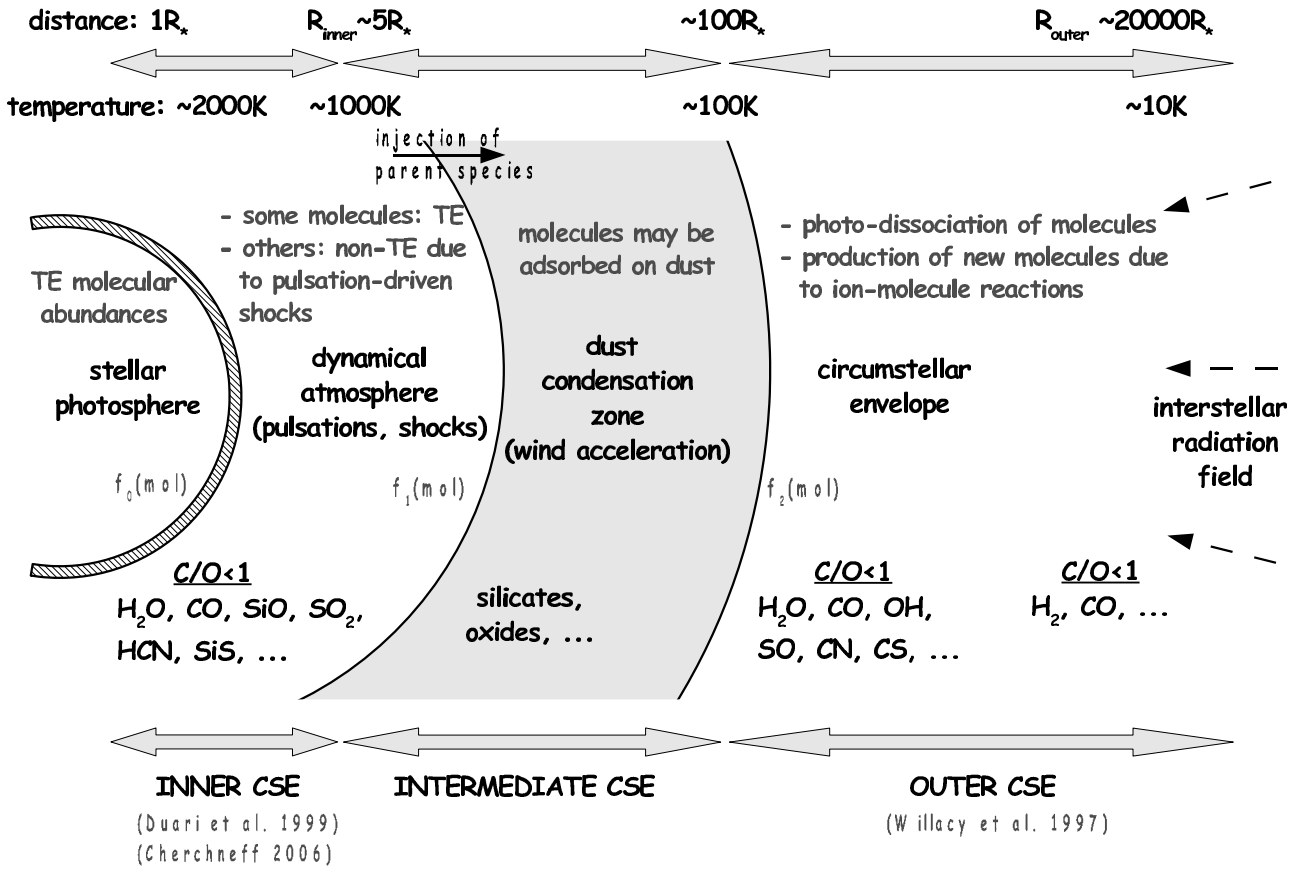 distance: 1R* R_inner~5R* ~100R* R_outer ~20000R*
temperature: ~2000K ~1000K ~100K ~10K
injection of
parent species
TE molecular
abundances
stellar
photosphere
f₀(mol)
- some molecules: TE
- others: non-TE due
to pulsation-driven
shocks
dynamical
atmosphere
(pulsations, shocks)
f₁(mol)
molecules may be
adsorbed on dust
dust
condensation
zone
(wind acceleration)
f₂(mol)
- photo-dissociation of molecules
- production of new molecules due
to ion-molecule reactions
circumstellar
envelope
interstellar
radiation
field
C/O<1
H₂O, CO, SiO, SO₂,
HCN, SiS, ...
silicates,
oxides, ...
C/O<1
H₂O, CO, OH,
SO, CN, CS, ...
C/O<1
H₂, CO, ...
INNER CSE
(Duari et al. 1999)
(Cherchneff 2006)
INTERMEDIATE CSE
OUTER CSE
(Willacy et al. 1997)